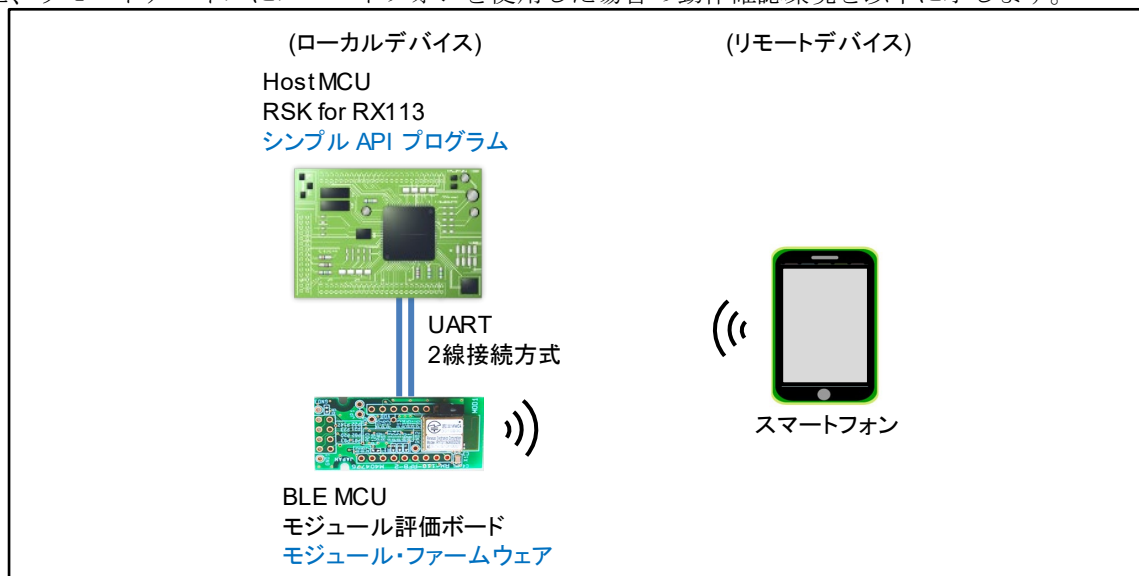 (ローカルデバイス)
(リモートデバイス)
Host MCU
RSK for RX113
シンプル API プログラム
UART
2線接続方式
スマートフォン
BLE MCU
モジュール評価ボード
モジュール・ファームウェア